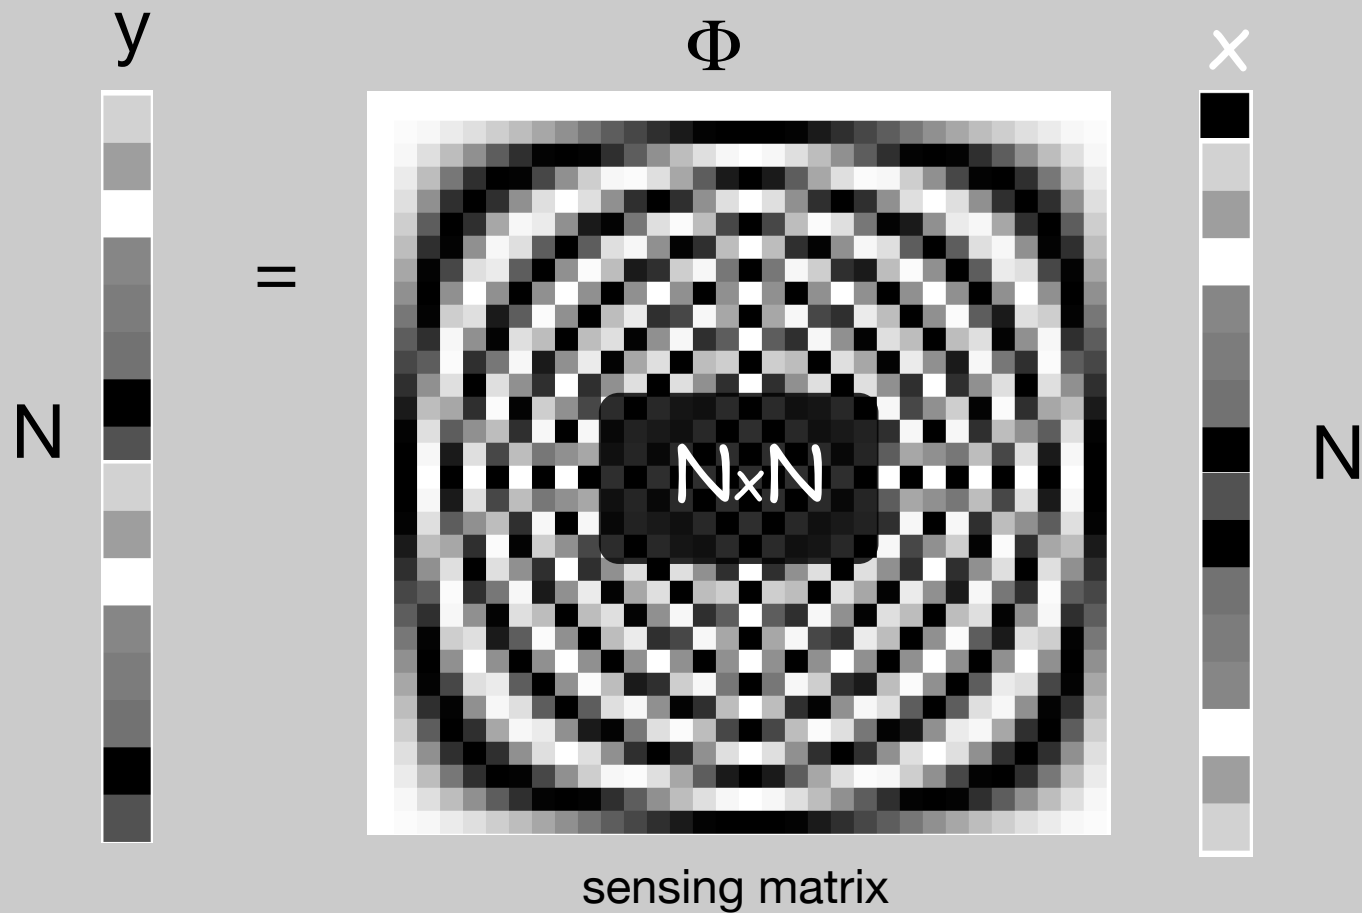 y
Φ
x
=
N
NxN
N
sensing matrix